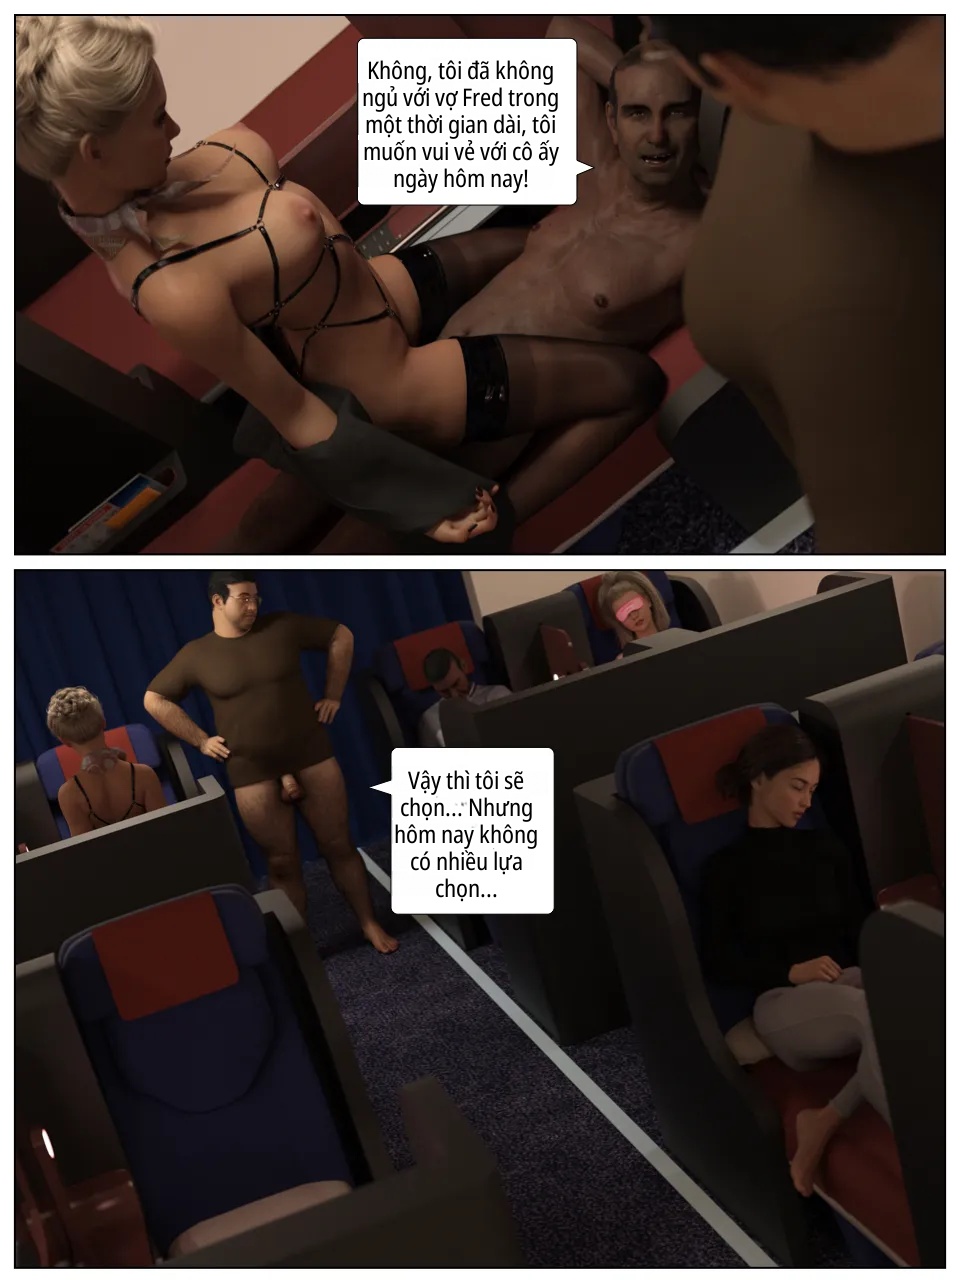 Không, tôi đã không
ngủ với vợ Fred trong
một thời gian dài, tôi
muốn vui vẻ với cô ấy
ngày hôm nay!
Vậy thì tôi sẽ
chọn... Nhưng
hôm nay không
có nhiều lựa
chọn...